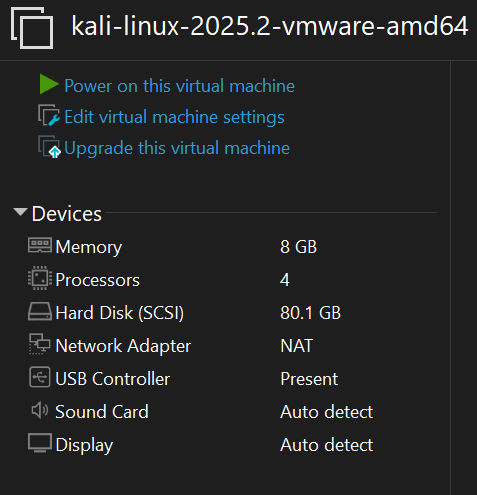 kali-linux-2025.2-vmware-amd64
Power on this virtual machine
Edit virtual machine settings
Upgrade this virtual machine
Devices
Memory 8 GB
Processors 4
Hard Disk (SCSI) 80.1 GB
Network Adapter NAT
USB Controller Present
Sound Card Auto detect
Display Auto detect